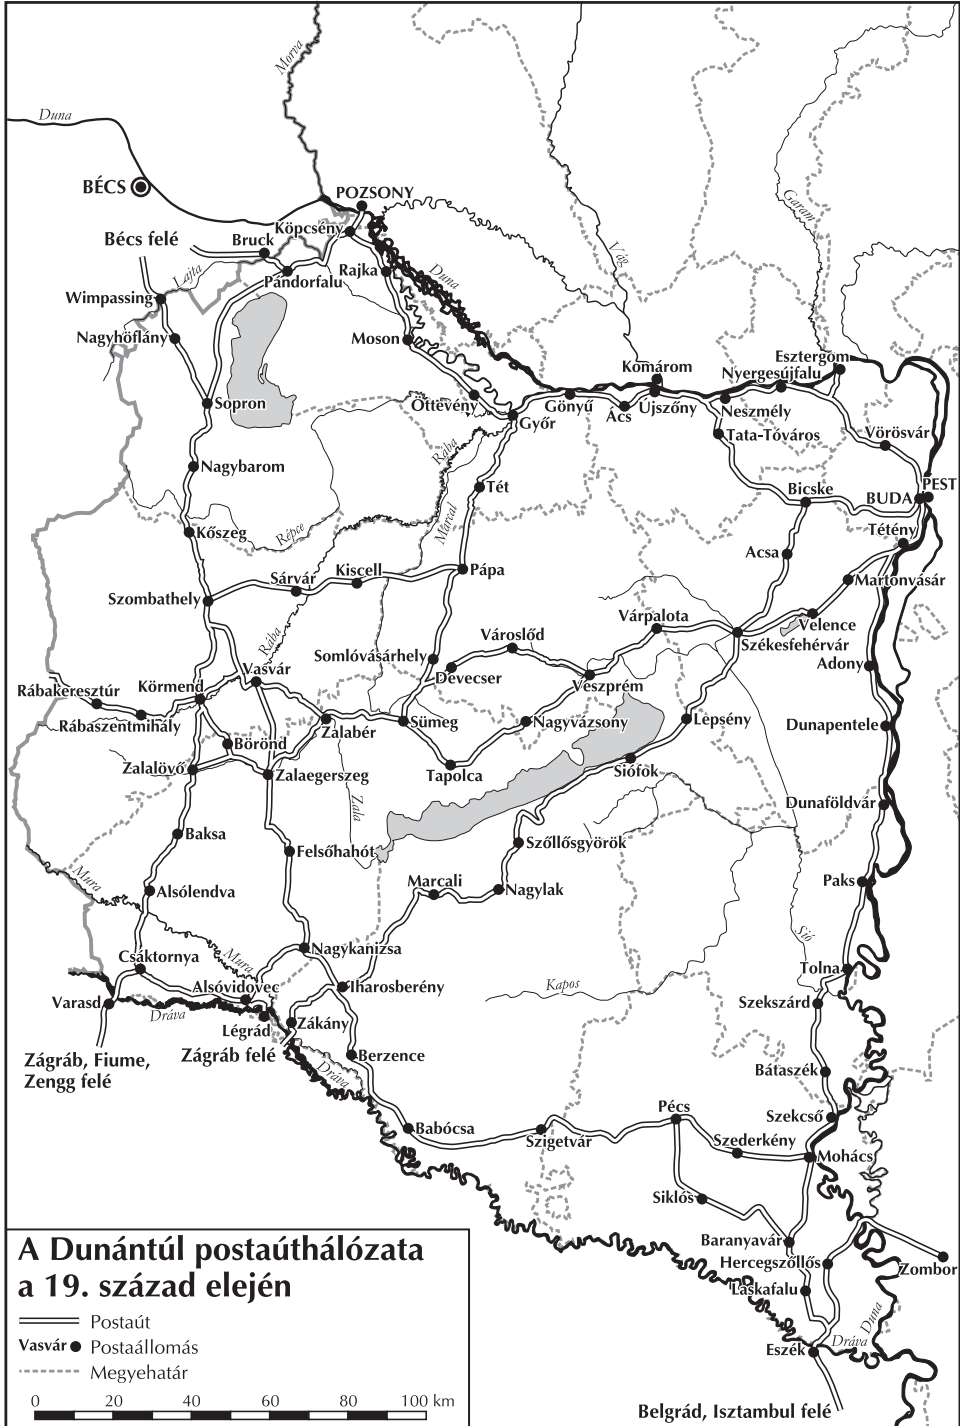 Morva
Duna
BÉCS
POZSONY
Garam
Köpcsény
Bécs felé
Bruck
Vág
Lajta
Pándorfalu
Rajka
Duna
Wimpassing
Nagyhöflány
Moson
Esztergom
Komárom
Nyergesújfalu
Sopron
Öttevény
Gönyű
Ács
Újszőny
Neszmély
Győr
Tata-Tóváros
Vörösvár
Rába
Nagybarom
Tét
Bicske
BUDA
PEST
Marcal
Répce
Kőszeg
Tétény
Acsa
Sárvár
Kiscell
Pápa
Martonvásár
Szombathely
Várpalota
Velence
Rába
Városlőd
Székesfehérvár
Somlóvásárhely
Adony
Vasvár
Devecser
Veszprém
Rábakeresztúr
Körmend
Rábaszentmihály
Zalabér
Sümeg
Nagyvázsony
Lepsény
Dunapentele
Börönd
Zalalövő
Zalaegerszeg
Tapolca
Siófok
Zala
Dunaföldvár
Baksa
Felsőhahót
Szőllősgyörök
Mura
Alsólendva
Marcali
Nagylak
Paks
Sió
Csáktornya
Mura
Nagykanizsa
Tolna
Alsóvidovec
Iharosberény
Kapos
Varasd
Dráva
Légrád
Zákány
Szekszárd
Zágráb, Fiume,
Zengg felé
Zágráb felé
Dráva
Berzence
Bátaszék
Babócsa
Szigetvár
Pécs
Szekcső
Szederkény
Mohács
Siklós
Baranyavár
Hercegszőllős
Zombor
Laskafalu
Duna
Dráva
Eszék
Belgrád, Isztambul felé
A Dunántúl postaúthálózata
a 19. század elején
Postaút
Vasvár Postaállomás
Megyehatár
0 20 40 60 80 100 km